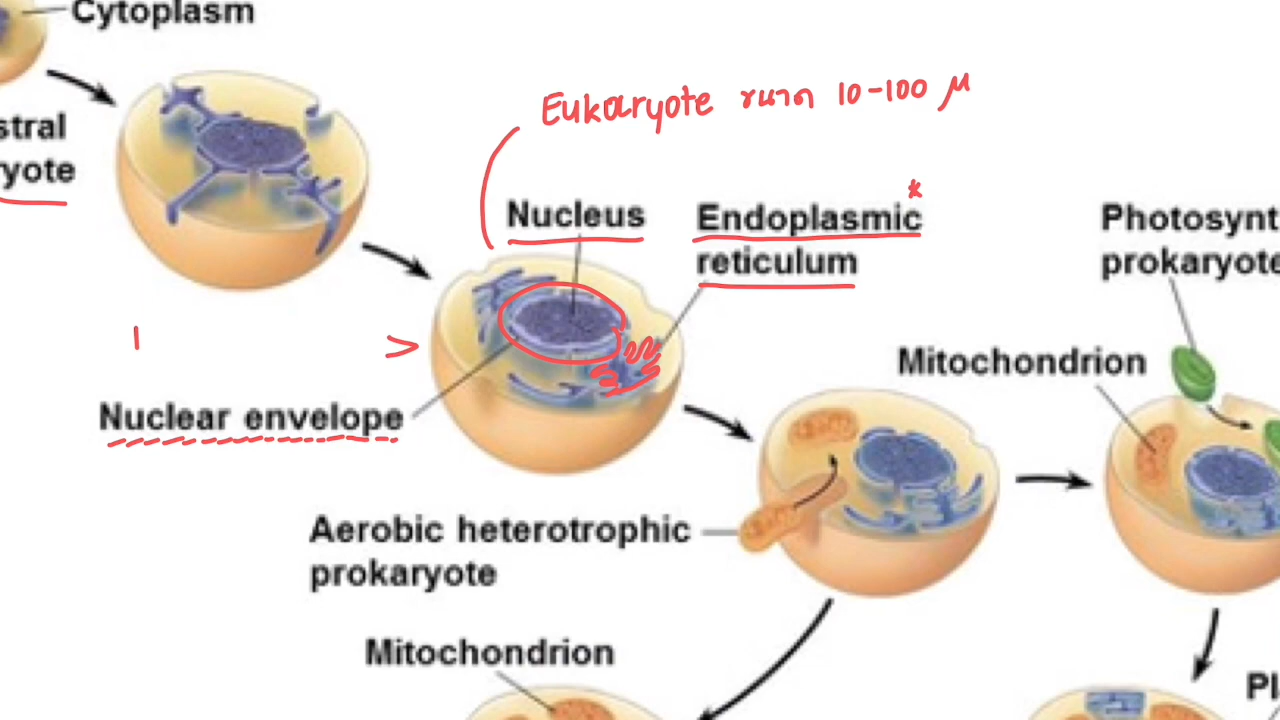 Cytoplasm
stral
yote
Eukaryote ขนาด 10-100 μ
Nucleus
Endoplasmic*
reticulum
Photosynt
prokaryote
Mitochondrion
Nuclear envelope
Aerobic heterotrophic
prokaryote
Mitochondrion
Pl